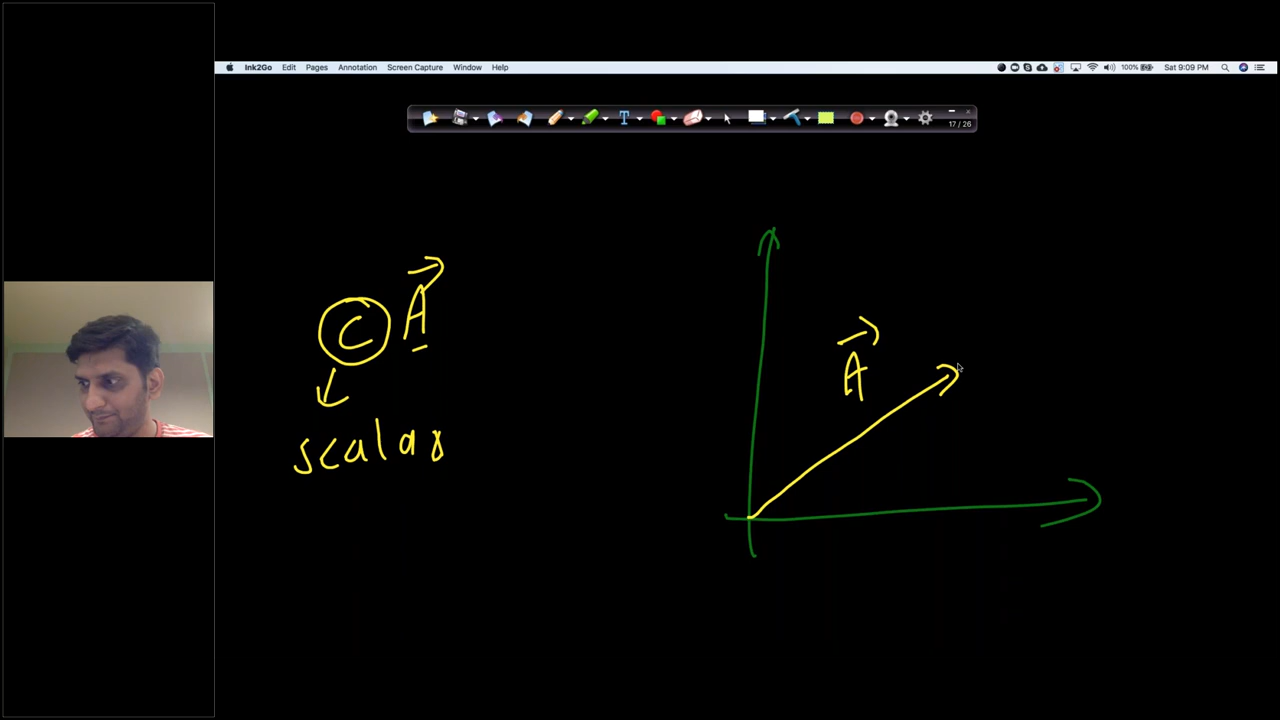 Ink2Go Edit Pages Annotation Screen Capture Window Help 100% Sat 9:09 PM
T
17 / 26
C A
scalar
A